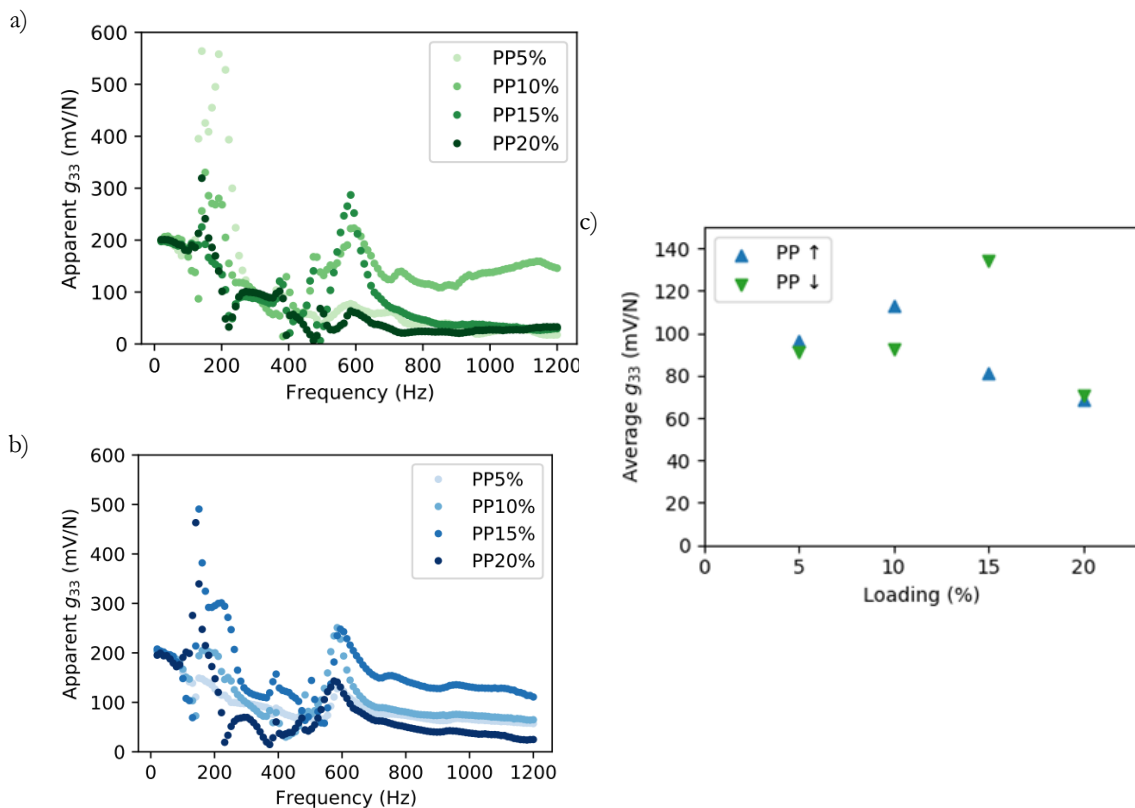 a)
600
500
400
300
200
100
0
Apparent g33 (mV/N)
PP5%
PP10%
PP15%
PP20%
0 200 400 600 800 1000 1200
Frequency (Hz)
b)
600
500
400
300
200
100
0
Apparent g33 (mV/N)
PP5%
PP10%
PP15%
PP20%
0 200 400 600 800 1000 1200
Frequency (Hz)
c)
140
120
100
80
60
40
20
0
Average g33 (mV/N)
PP ↑
PP ↓
0 5 10 15 20
Loading (%)